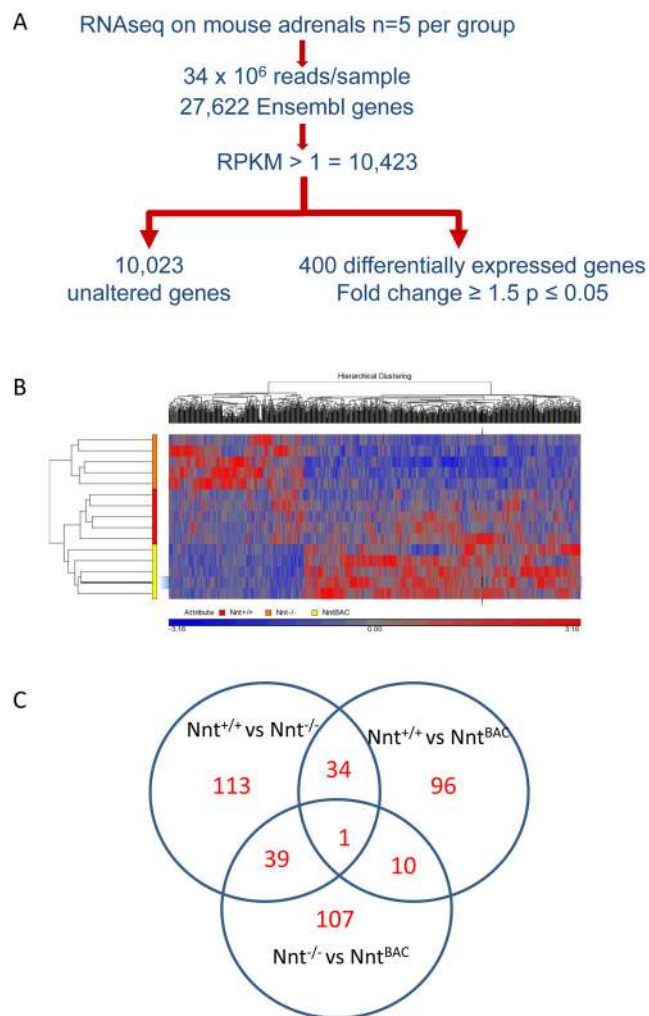 A
RNAseq on mouse adrenals n=5 per group
34 x 10⁶ reads/sample
27,622 Ensembl genes
RPKM > 1 = 10,423
10,023
unaltered genes
400 differentially expressed genes
Fold change ≥ 1.5 p ≤ 0.05
B
Hierarchical Clustering
Attribute Nnt+/+ Nnt-/- NntBAC
-3.16 0.00 3.16
C
Nnt⁺/⁺ vs Nnt⁻/⁻
Nnt⁺/⁺ vs Nntᴮᴬᶜ
113
34
96
1
39
10
107
Nnt⁻/⁻ vs Nntᴮᴬᶜ